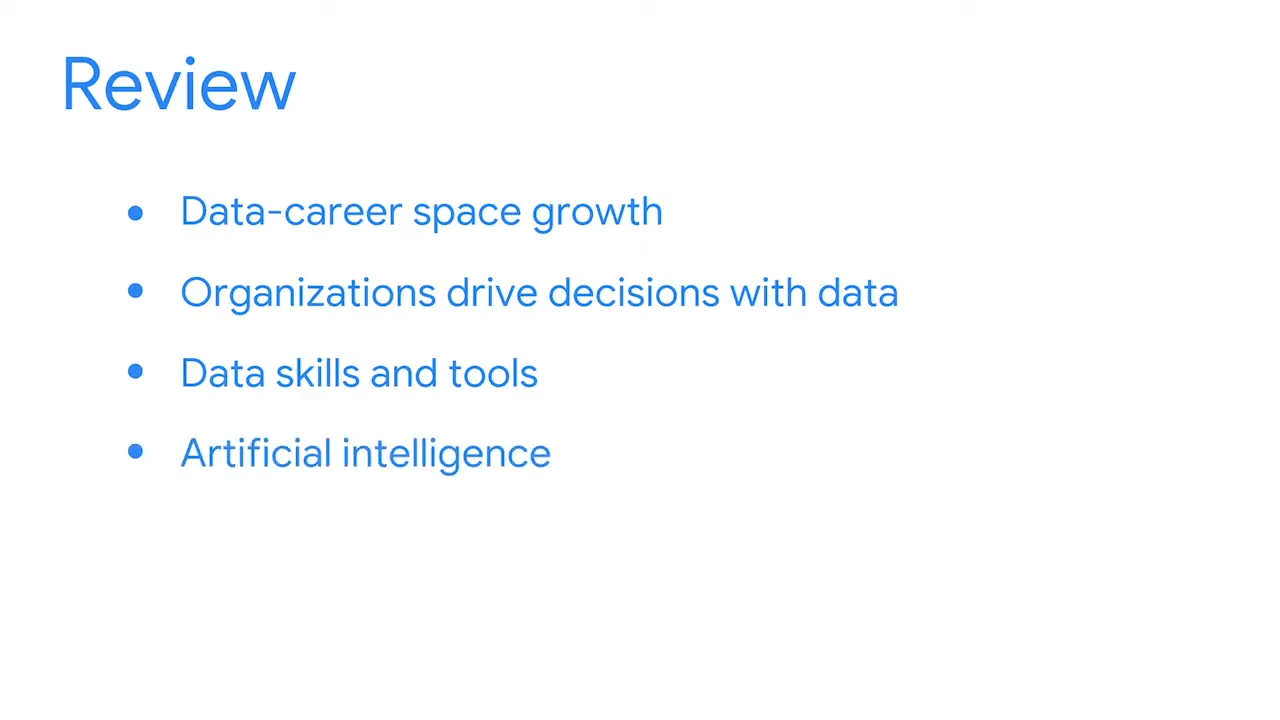 Review
• Data-career space growth
• Organizations drive decisions with data
• Data skills and tools
• Artificial intelligence